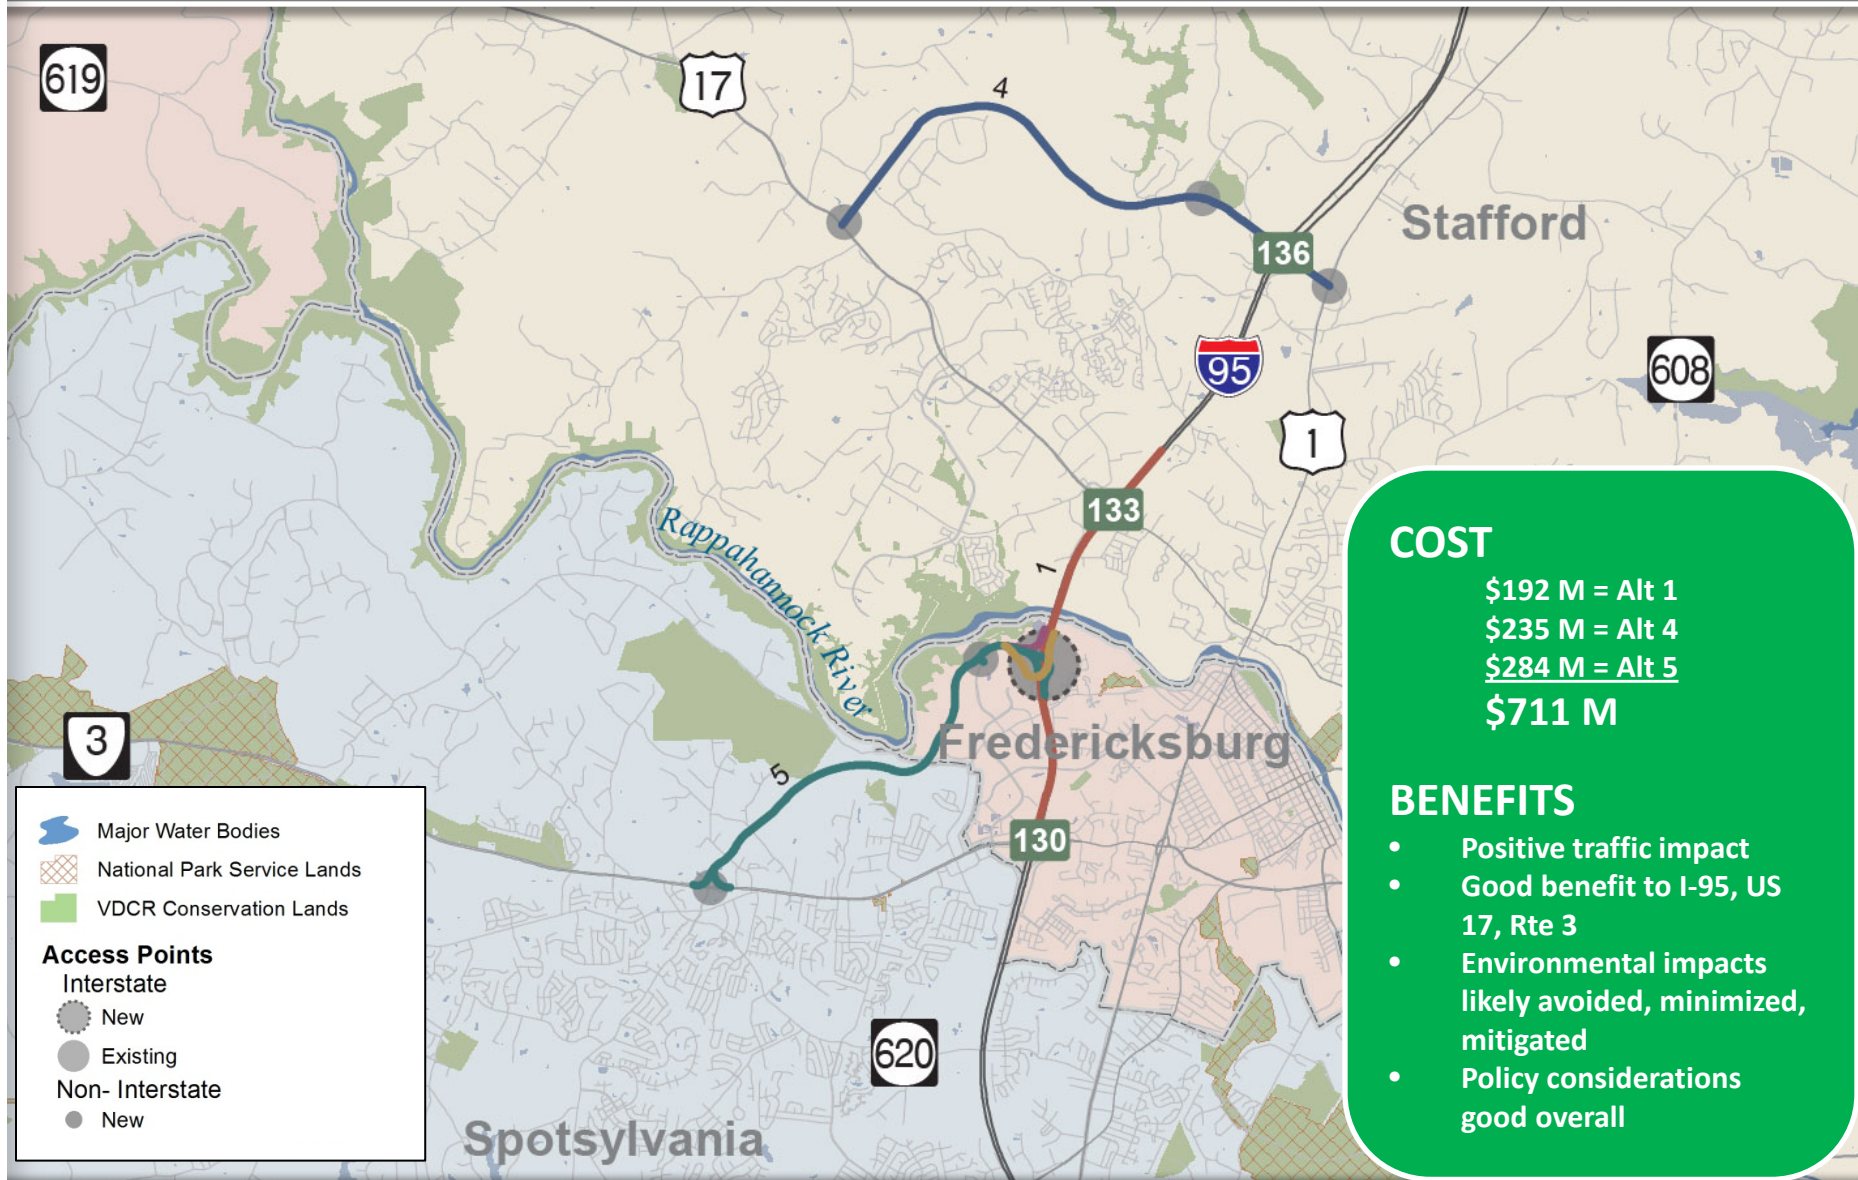 619
17
4
Stafford
136
95
608
1
133
1
Rappahannock River
3
Fredericksburg
5
130
620
Spotsylvania
Major Water Bodies
National Park Service Lands
VDCR Conservation Lands
Access Points
Interstate
New
Existing
Non- Interstate
New
COST
$192 M = Alt 1
$235 M = Alt 4
$284 M = Alt 5
$711 M
BENEFITS
• Positive traffic impact
• Good benefit to I-95, US
17, Rte 3
• Environmental impacts
likely avoided, minimized,
mitigated
• Policy considerations
good overall